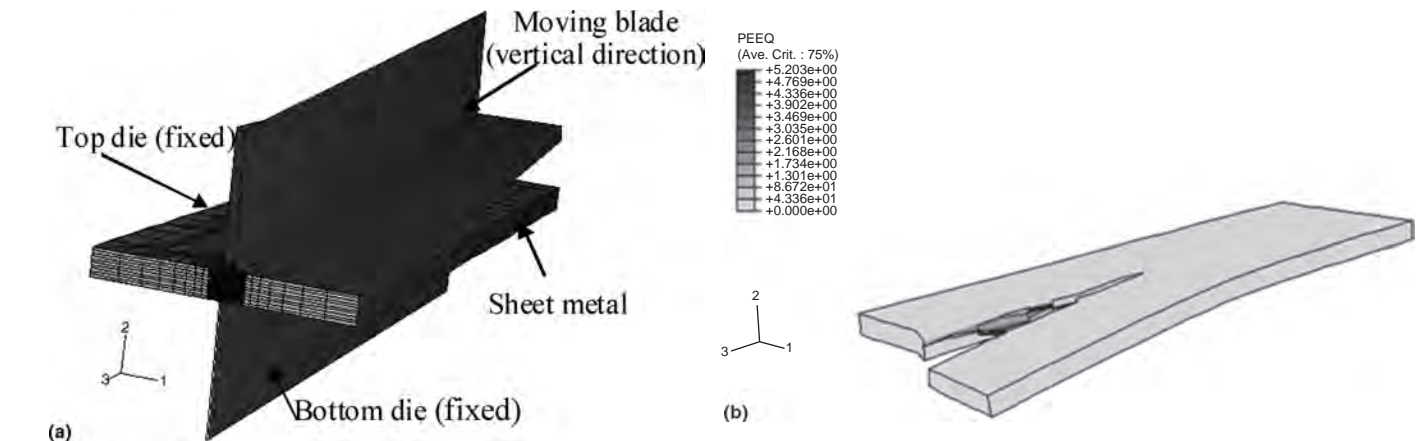 Moving blade
(vertical direction)
Top die (fixed)
Sheet metal
2
3
1
Bottom die (fixed)
(a)
PEEQ
(Ave. Crit. : 75%)
+5.203e+00
+4.769e+00
+4.336e+00
+3.902e+00
+3.469e+00
+3.035e+00
+2.601e+00
+2.168e+00
+1.734e+00
+1.301e+00
+8.672e+01
+4.336e+01
+0.000e+00
2
3
1
(b)